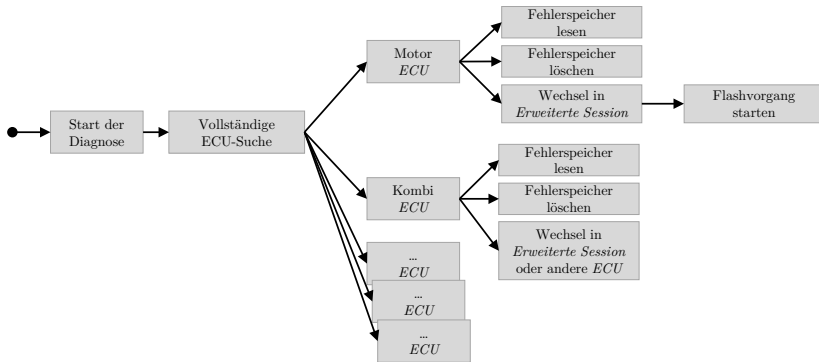 Start der
Diagnose
Vollständige
ECU-Suche
Motor
ECU
Fehlerspeicher
lesen
Fehlerspeicher
löschen
Wechsel in
Erweiterte Session
Flashvorgang
starten
Kombi
ECU
Fehlerspeicher
lesen
Fehlerspeicher
löschen
Wechsel in
Erweiterte Session
oder andere ECU
...
ECU
...
ECU
...
ECU